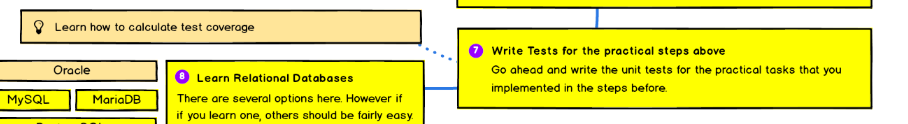 Learn how to calculate test coverage
7 Write Tests for the practical steps above
Go ahead and write the unit tests for the practical tasks that you
implemented in the steps before.
Oracle
MySQL
MariaDB
8 Learn Relational Databases
There are several options here. However if
if you learn one, others should be fairly easy.